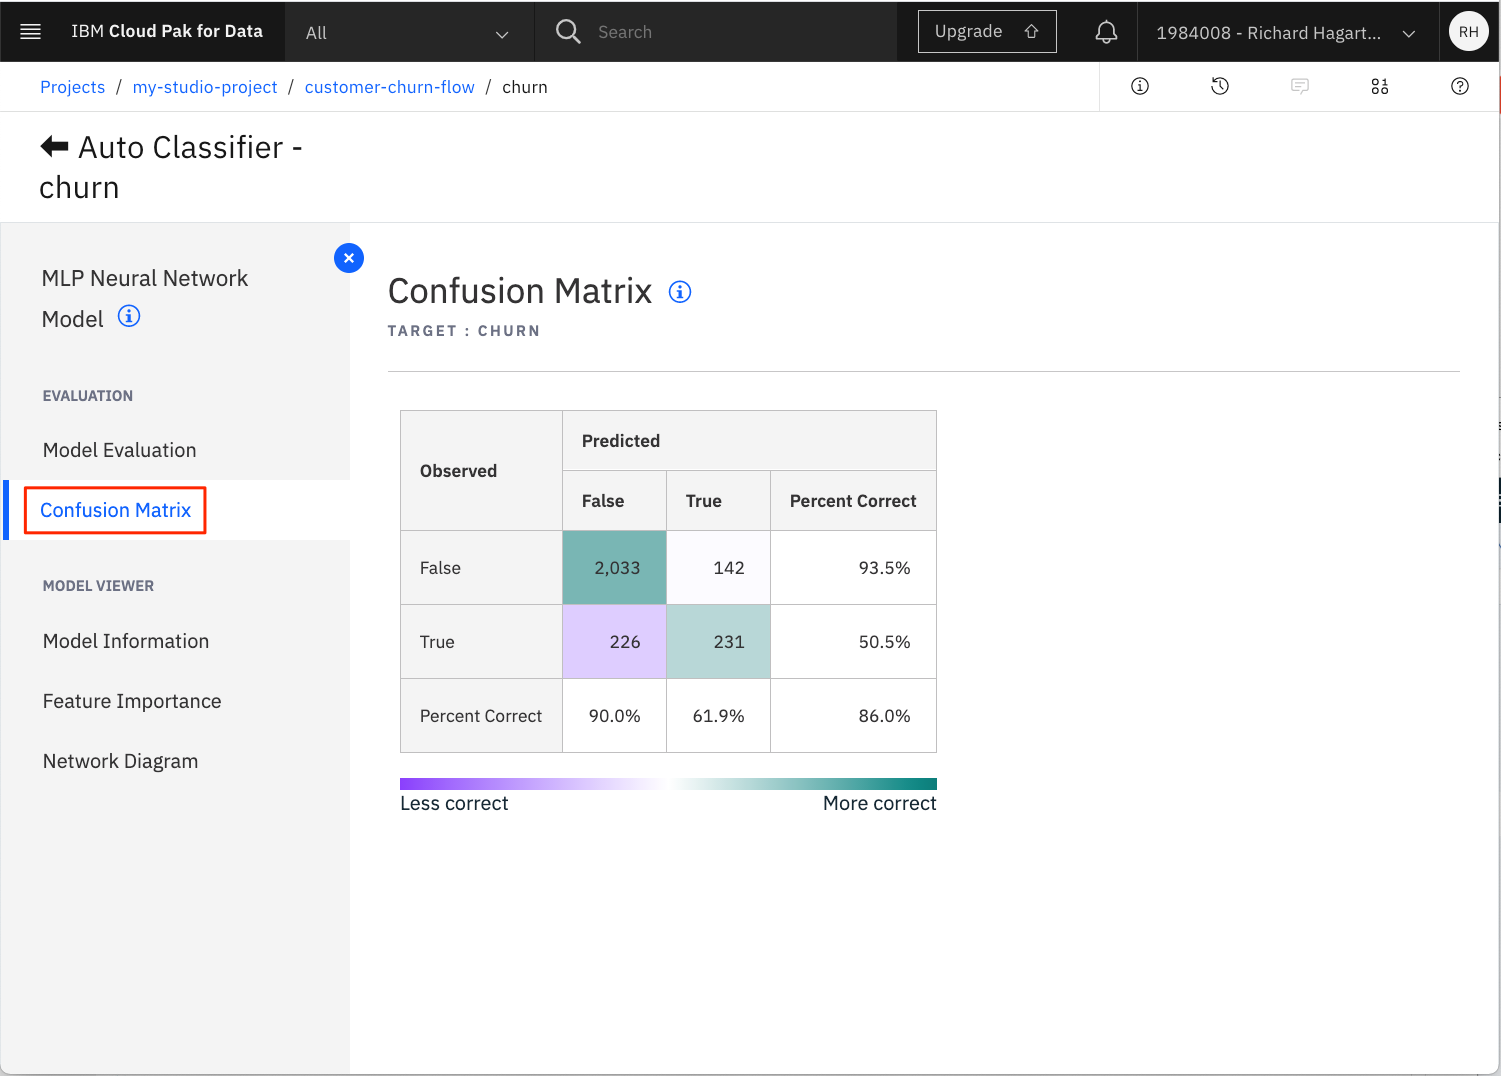 IBM Cloud Pak for Data
All
Search
Upgrade
1984008 - Richard Hagart...
RH
Projects / my-studio-project / customer-churn-flow / churn
Auto Classifier -
churn
MLP Neural Network
Model
EVALUATION
Model Evaluation
Confusion Matrix
MODEL VIEWER
Model Information
Feature Importance
Network Diagram
Confusion Matrix
TARGET : CHURN
Observed
Predicted
False True Percent Correct
False 2,033 142 93.5%
True 226 231 50.5%
Percent Correct 90.0% 61.9% 86.0%
Less correct More correct